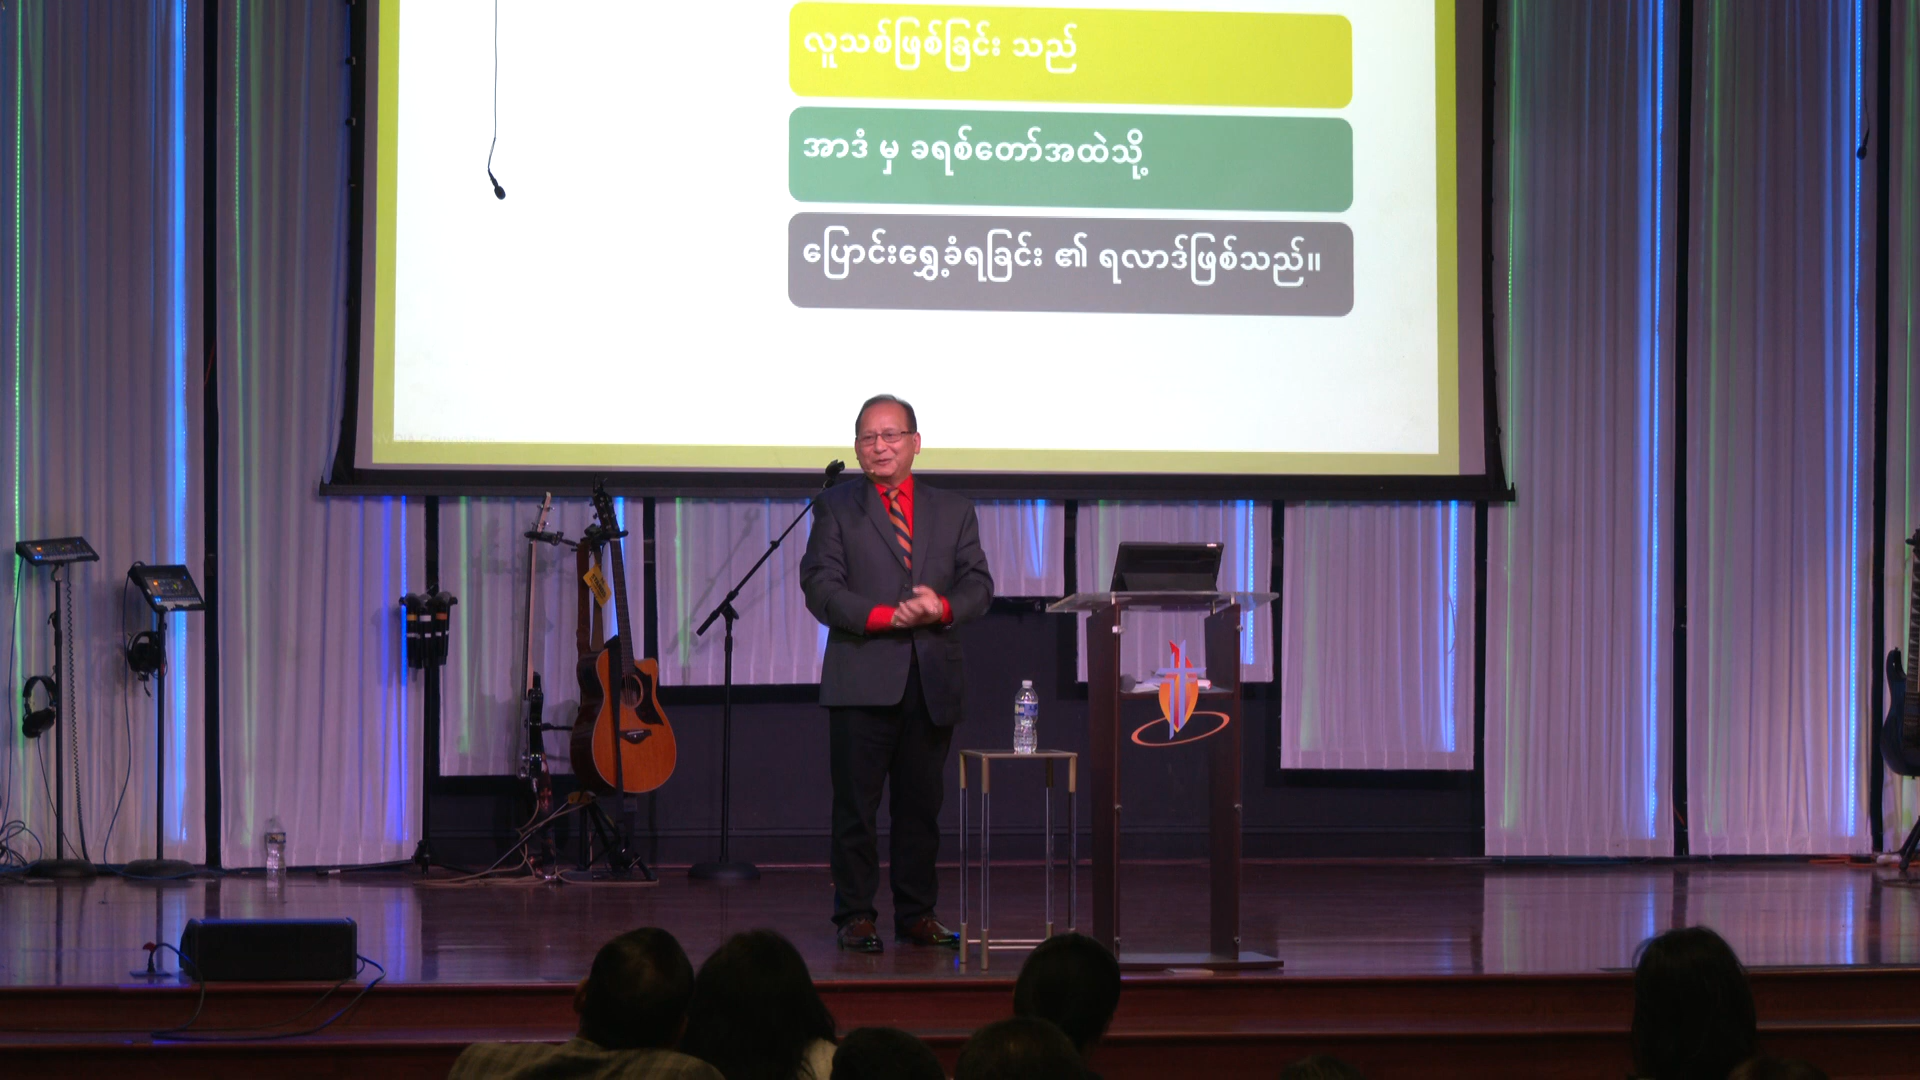 လူသစ်ဖြစ်ခြင်း သည်
အာဒံ မှ ခရစ်တော်အထဲသို့
ပြောင်းရွှေ့ခံရခြင်း ၏ ရလာဒ်ဖြစ်သည်။